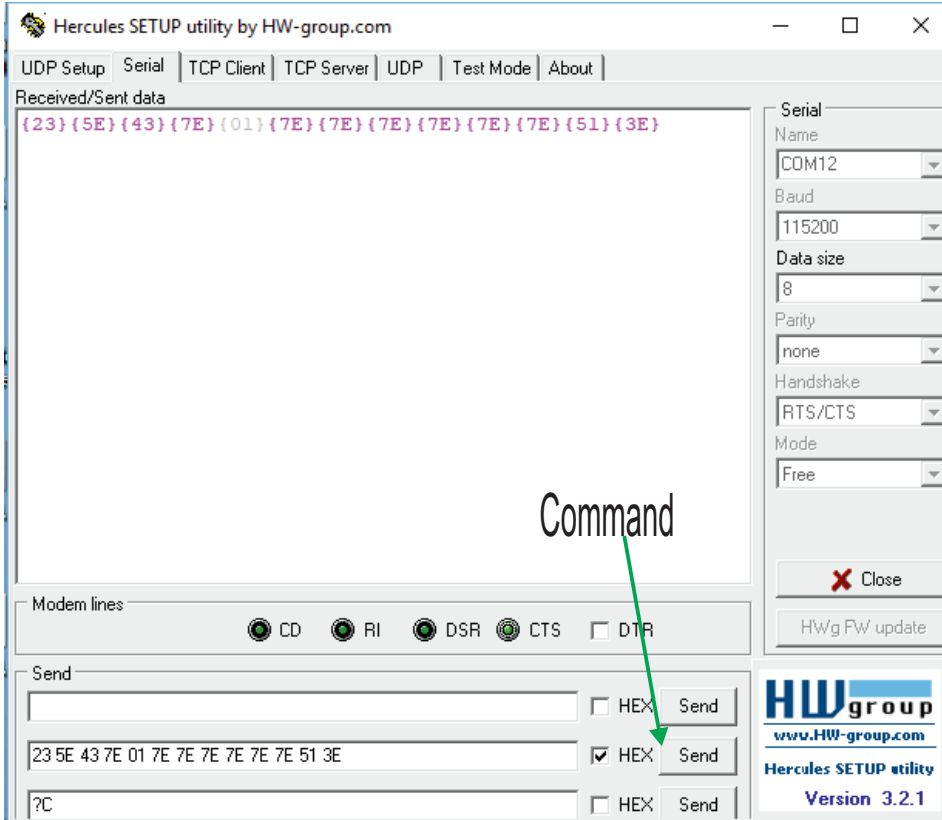 Hercules SETUP utility by HW-group.com
UDP Setup Serial TCP Client TCP Server UDP Test Mode About
Received/Sent data
{23}{5E}{43}{7E}{01}{7E}{7E}{7E}{7E}{7E}{7E}{51}{3E}
Serial
Name
COM12
Baud
115200
Data size
8
Parity
none
Handshake
RTS/CTS
Mode
Free
Command
Close
HWg FW update
Modem lines
CD RI DSR CTS DTR
Send
HEX Send
23 5E 43 7E 01 7E 7E 7E 7E 7E 7E 51 3E HEX Send
?C HEX Send
HW group
www.HW-group.com
Hercules SETUP utility
Version 3.2.1